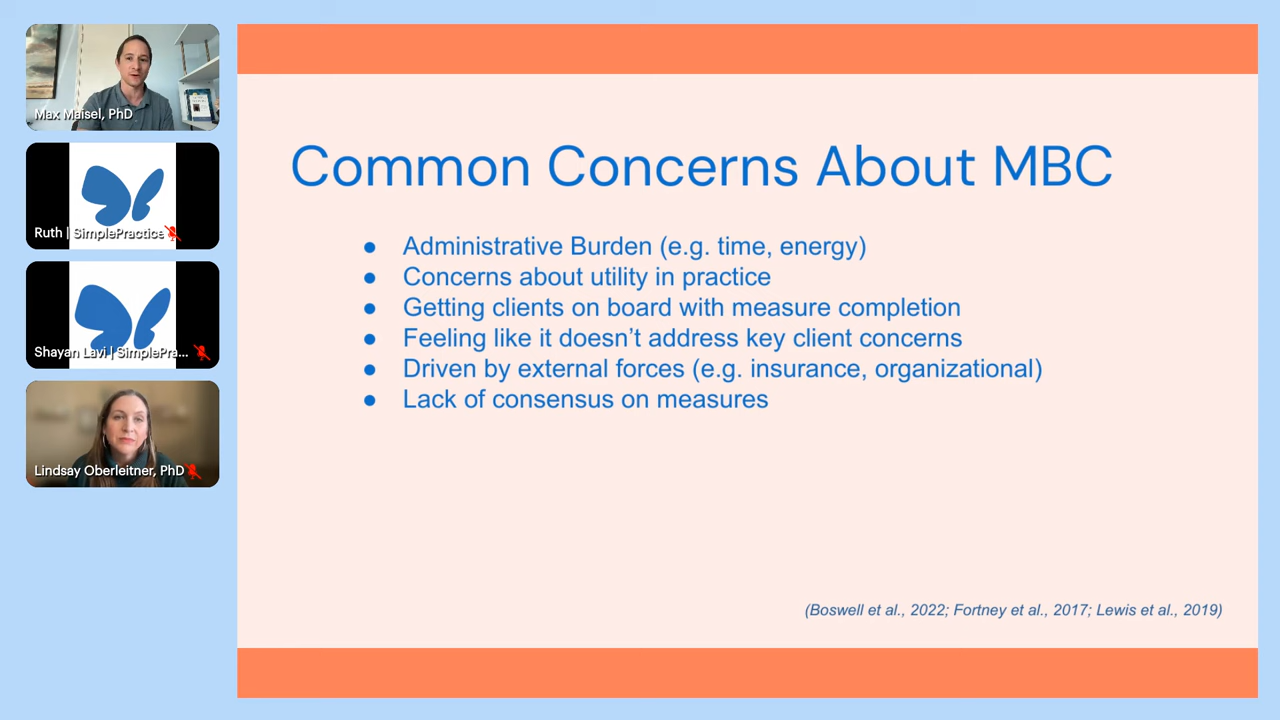 Max Maisel, PhD
Ruth | SimplePractice
Shayan Lavi | SimplePra...
Lindsay Oberleitner, PhD
Common Concerns About MBC
● Administrative Burden (e.g. time, energy)
● Concerns about utility in practice
● Getting clients on board with measure completion
● Feeling like it doesn’t address key client concerns
● Driven by external forces (e.g. insurance, organizational)
● Lack of consensus on measures
(Boswell et al., 2022; Fortney et al., 2017; Lewis et al., 2019)